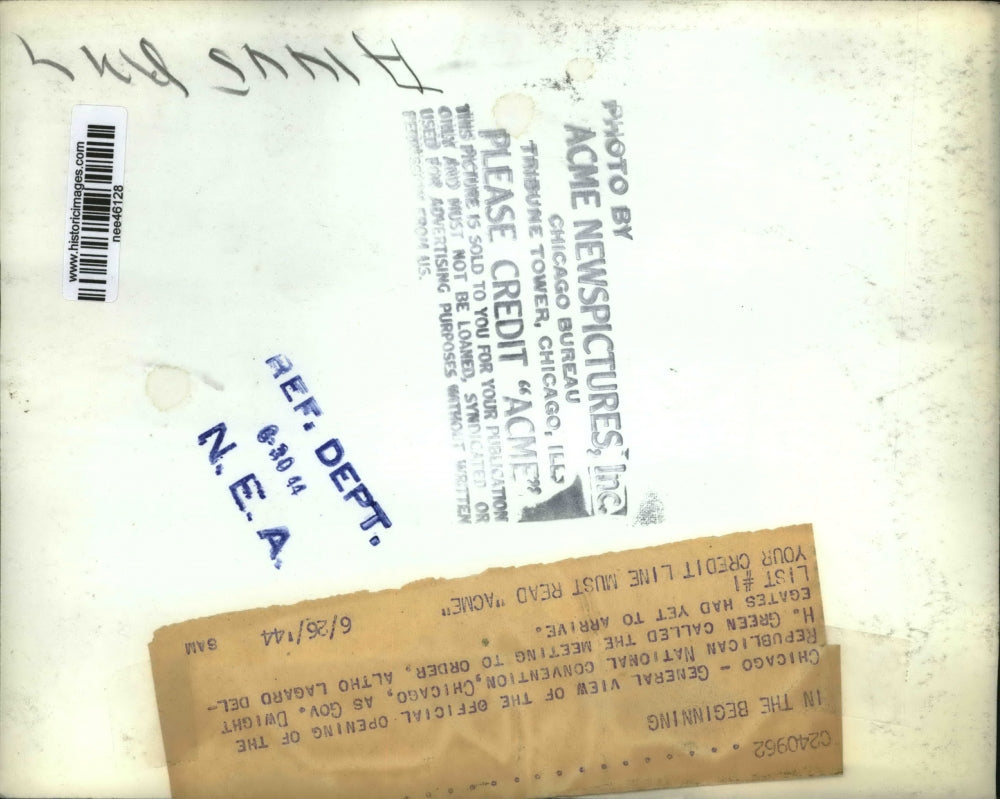 www.historicimages.com
nee46128
PHOTO BY
ACME NEWSPICTURES, Inc.
CHICAGO BUREAU
TRIBUNE TOWER, CHICAGO, ILL
PLEASE CREDIT "ACME"
THIS PICTURE IS SOLD TO YOU FOR YOUR PUBLICATION
ONLY AND MUST NOT BE LOANED, SYNDICATED OR
USED FOR ADVERTISING PURPOSES WITHOUT WRITTEN
PERMISSION FROM US.
REF. DEPT.
6-30 44
N. E. A.
C240962
IN THE BEGINNING
CHICAGO - GENERAL VIEW OF THE OFFICIAL OPENING OF THE
REPUBLICAN NATIONAL CONVENTION, CHICAGO, AS GOV. DWIGHT
H. GREEN CALLED THE MEETING TO ORDER, ALTHO LAGARD DEL-
EGATES HAD YET TO ARRIVE.
LIST #1
YOUR CREDIT LINE MUST READ "ACME"
6/26/'44 SAM